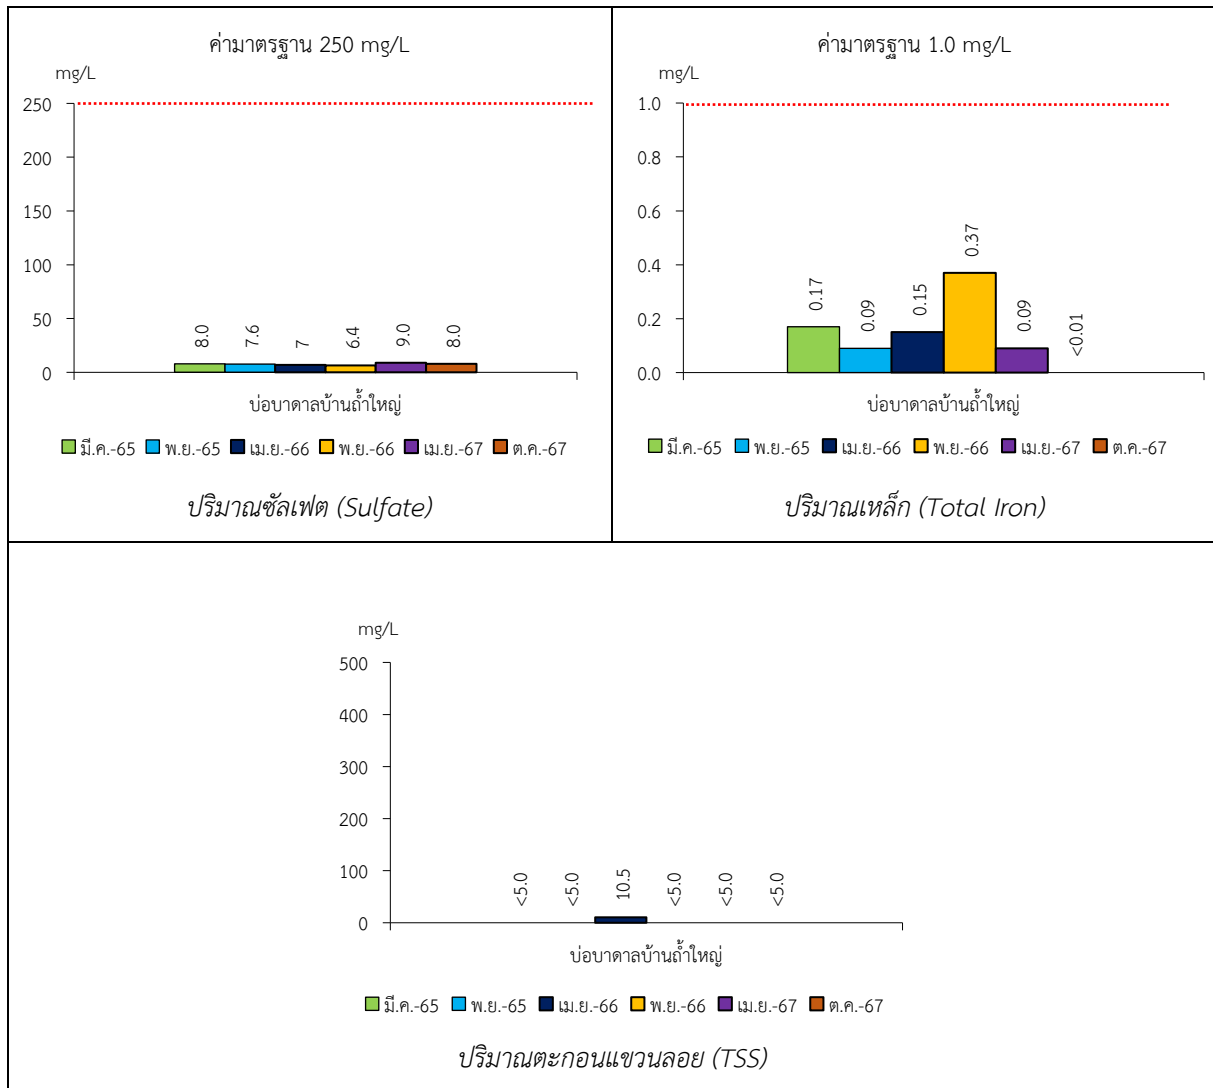 ค่ามาตรฐาน 250 mg/L
mg/L
250
200
150
100
50
0
8.0
7.6
7
6.4
9.0
8.0
บ่อบาดาลบ้านถ้ำใหญ่
มี.ค.-65 พ.ย.-65 เม.ย.-66 พ.ย.-66 เม.ย.-67 ต.ค.-67
ปริมาณซัลเฟต (Sulfate)
ค่ามาตรฐาน 1.0 mg/L
mg/L
1.0
0.8
0.6
0.4
0.2
0.0
0.17
0.09
0.15
0.37
0.09
<0.01
บ่อบาดาลบ้านถ้ำใหญ่
มี.ค.-65 พ.ย.-65 เม.ย.-66 พ.ย.-66 เม.ย.-67 ต.ค.-67
ปริมาณเหล็ก (Total Iron)
mg/L
500
400
300
200
100
0
<5.0
<5.0
10.5
<5.0
<5.0
<5.0
บ่อบาดาลบ้านถ้ำใหญ่
มี.ค.-65 พ.ย.-65 เม.ย.-66 พ.ย.-66 เม.ย.-67 ต.ค.-67
ปริมาณตะกอนแขวนลอย (TSS)